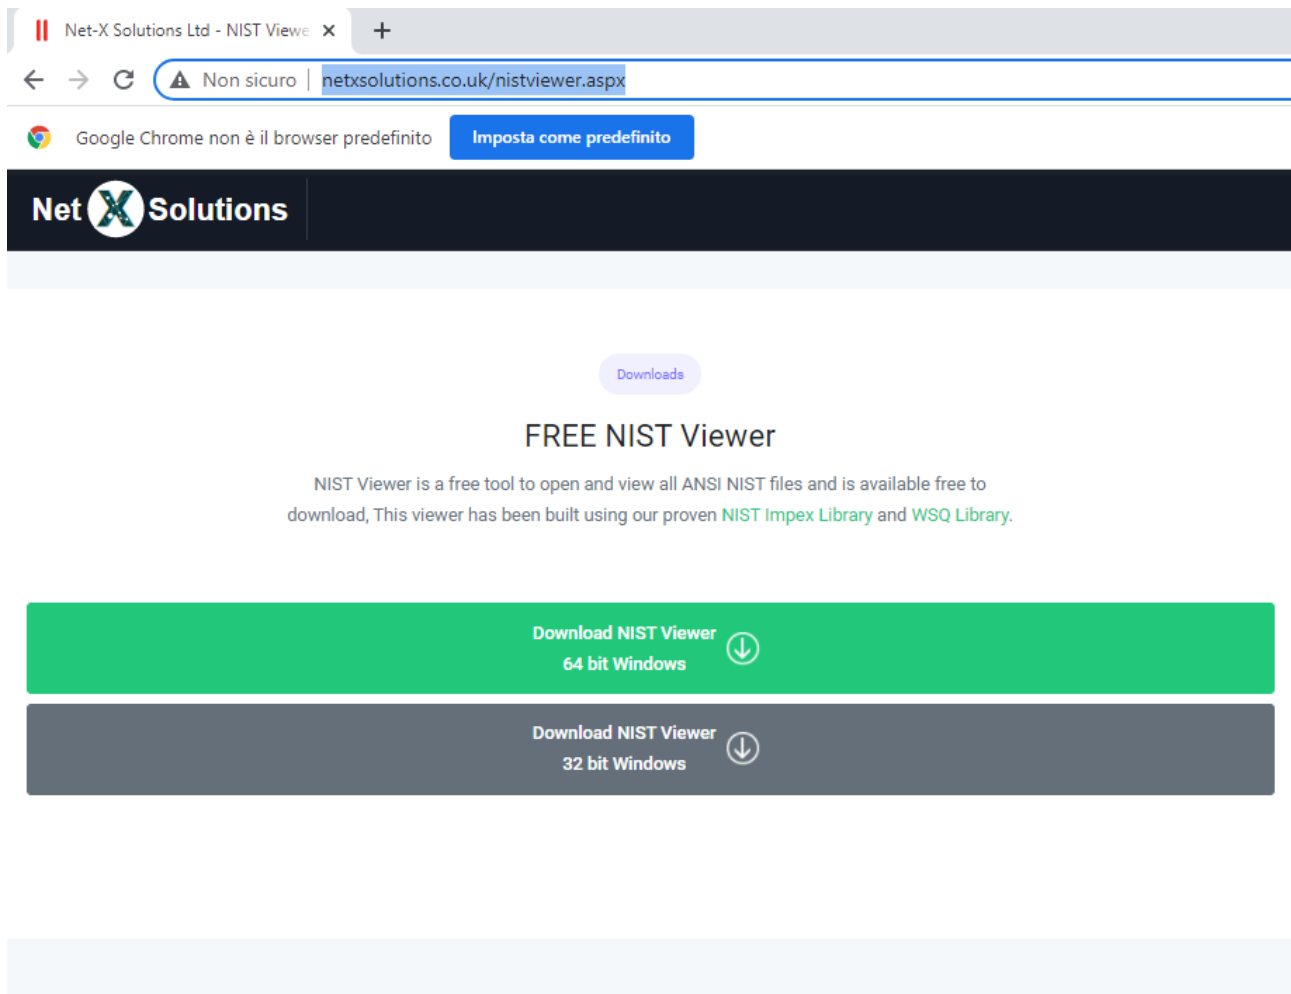 Net-X Solutions Ltd - NIST Viewe
Non sicuro | netxsolutions.co.uk/nistviewer.aspx
Google Chrome non è il browser predefinito Imposta come predefinito
Net X Solutions
Downloads
FREE NIST Viewer
NIST Viewer is a free tool to open and view all ANSI NIST files and is available free to
download, This viewer has been built using our proven NIST Impex Library and WSQ Library.
Download NIST Viewer
64 bit Windows
Download NIST Viewer
32 bit Windows